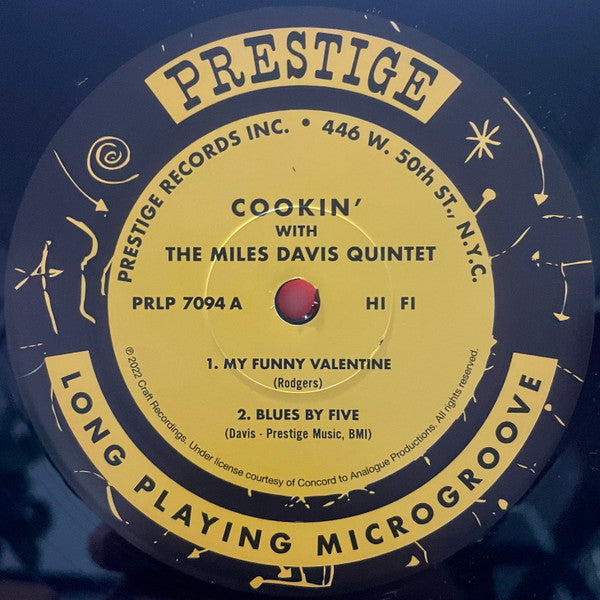 PRESTIGE
PRESTIGE RECORDS INC. • 446 W. 50th ST., N.Y.C.
COOKIN'
WITH
THE MILES DAVIS QUINTET
PRLP 7094 A HI FI
1. MY FUNNY VALENTINE
(Rodgers)
2. BLUES BY FIVE
(Davis - Prestige Music, BMI)
℗ 2022 Craft Recordings. Under license courtesy of Concord to Analogue Productions. All rights reserved.
LONG PLAYING MICROGROOVE